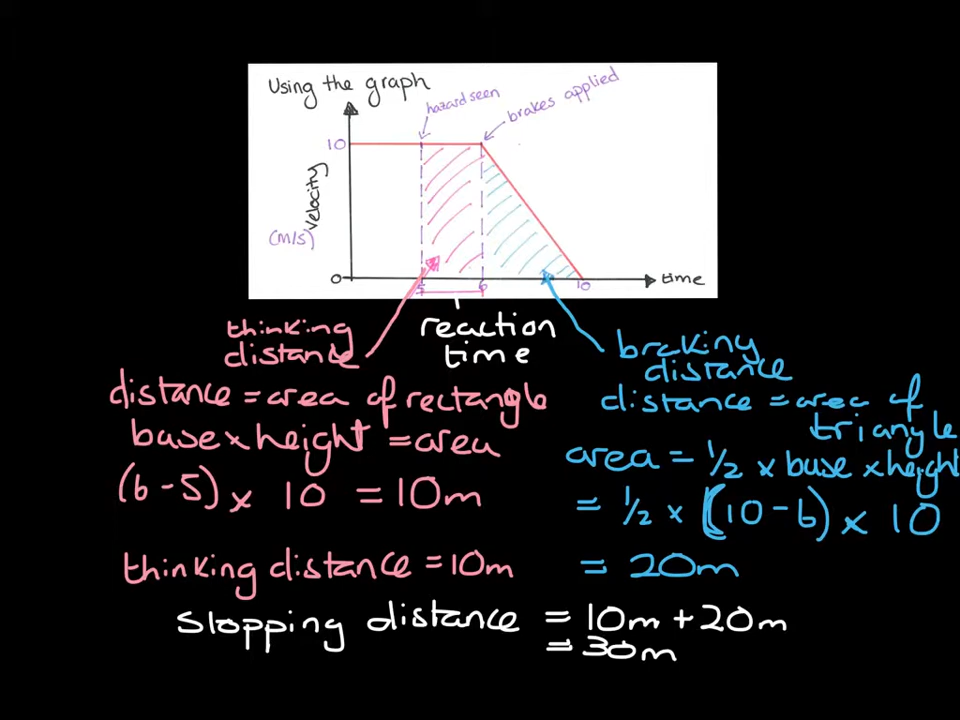 Using the graph
hazard seen
brakes applied
10
velocity
(m/s)
0
5
6
10
time
thinking
distance
reaction
time
braking
distance
distance = area of rectangle
base x height = area
(6 - 5) x 10 = 10m
thinking distance = 10m
distance = area of
triangle
area = 1/2 x base x height
= 1/2 x (10 - 6) x 10
= 20m
Stopping distance = 10m + 20m
= 30m